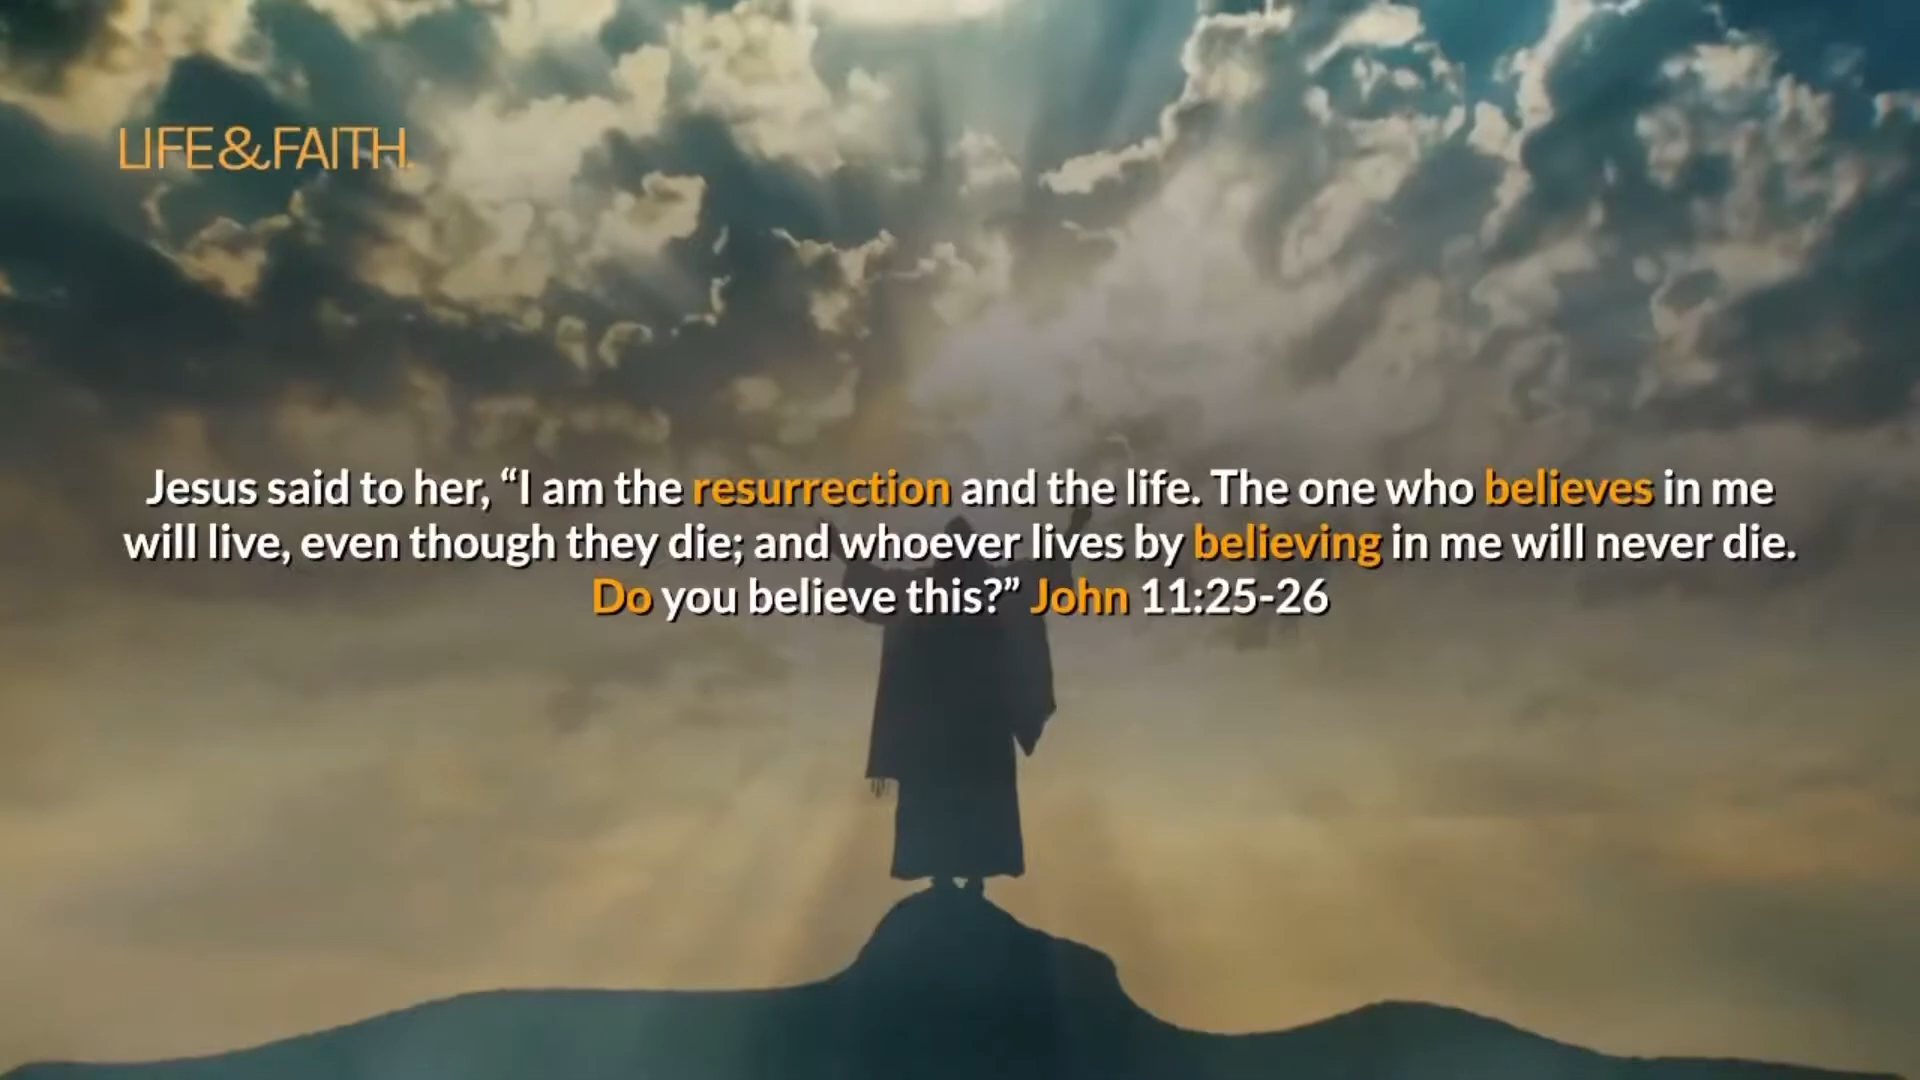 LIFE&FAITH.
Jesus said to her, “I am the resurrection and the life. The one who believes in me
will live, even though they die; and whoever lives by believing in me will never die.
Do you believe this?” John 11:25-26